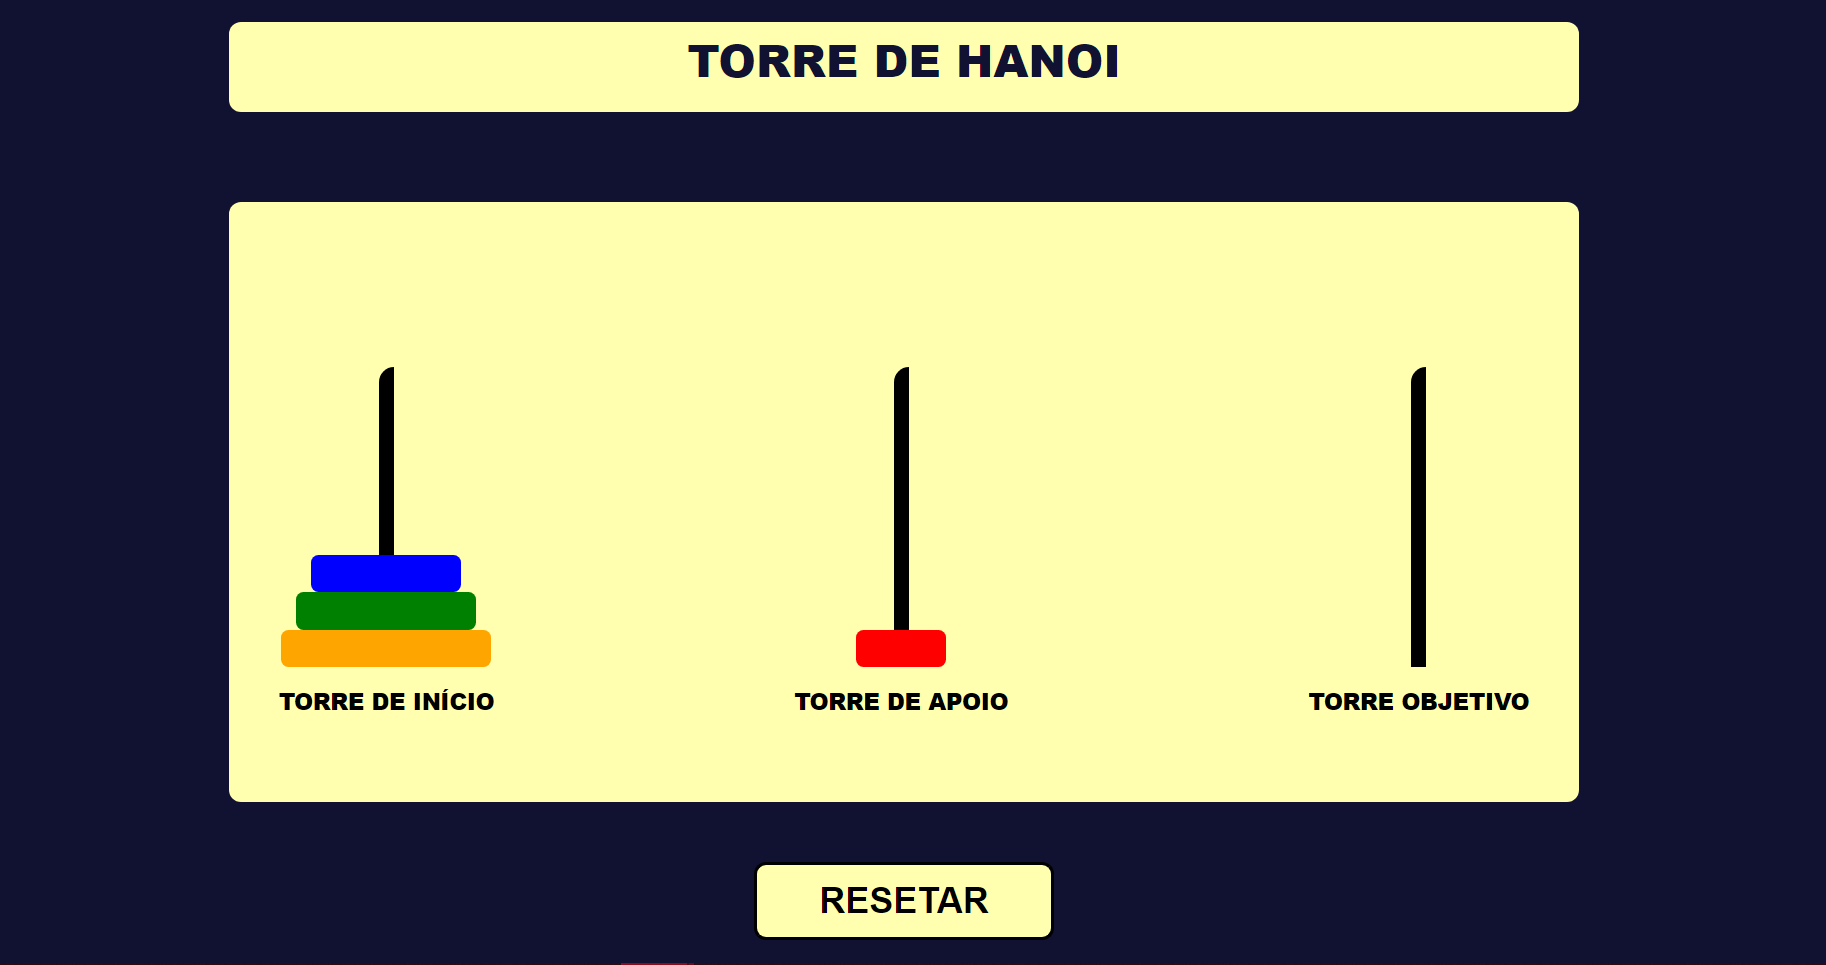 TORRE DE HANOI
TORRE DE INÍCIO
TORRE DE APOIO
TORRE OBJETIVO
RESETAR